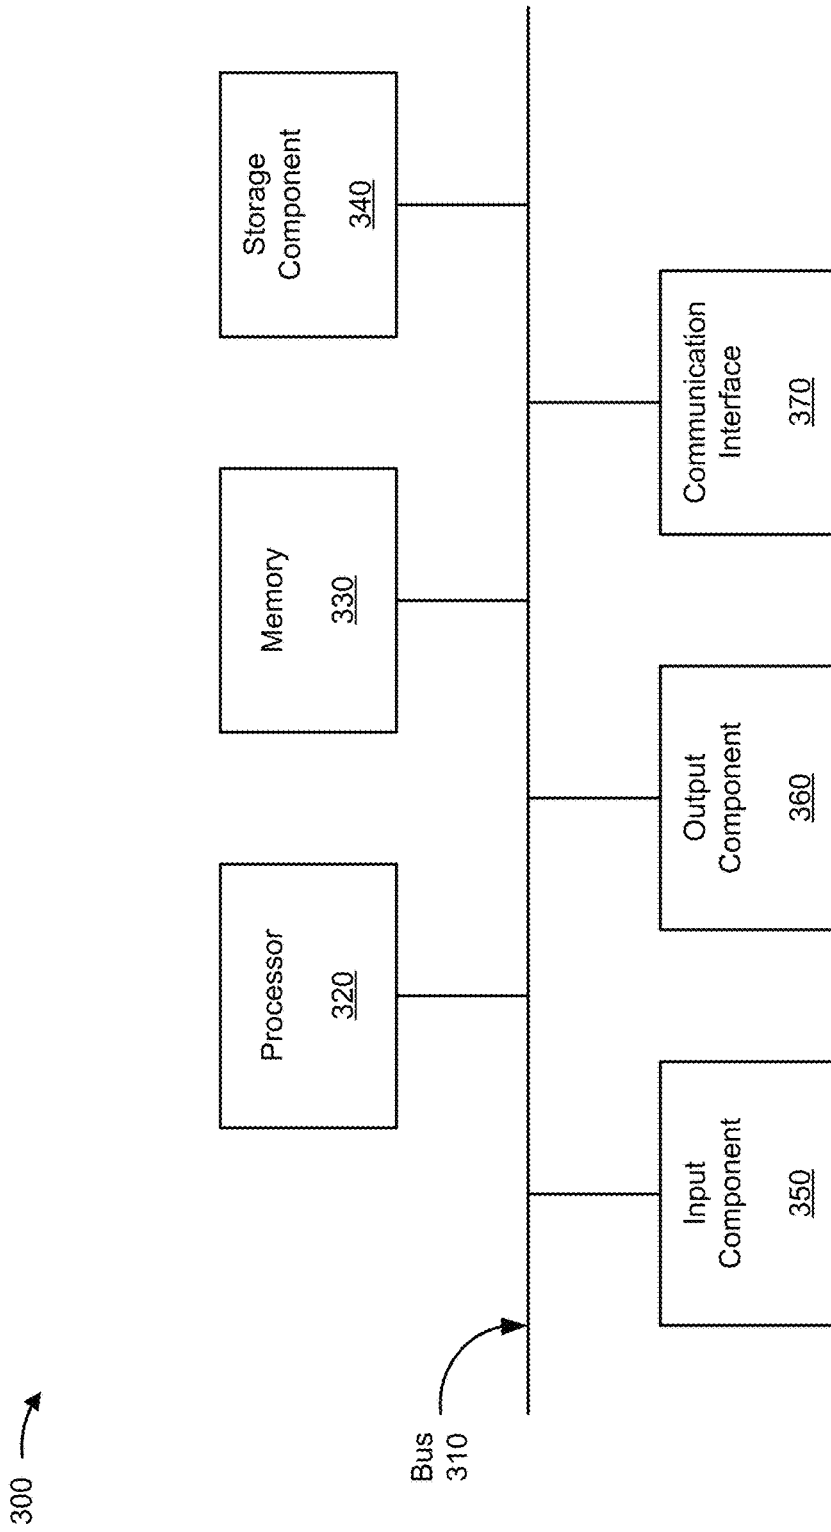 300
Bus
310
Processor
320
Memory
330
Storage
Component
340
Input
Component
350
Output
Component
360
Communication
Interface
370